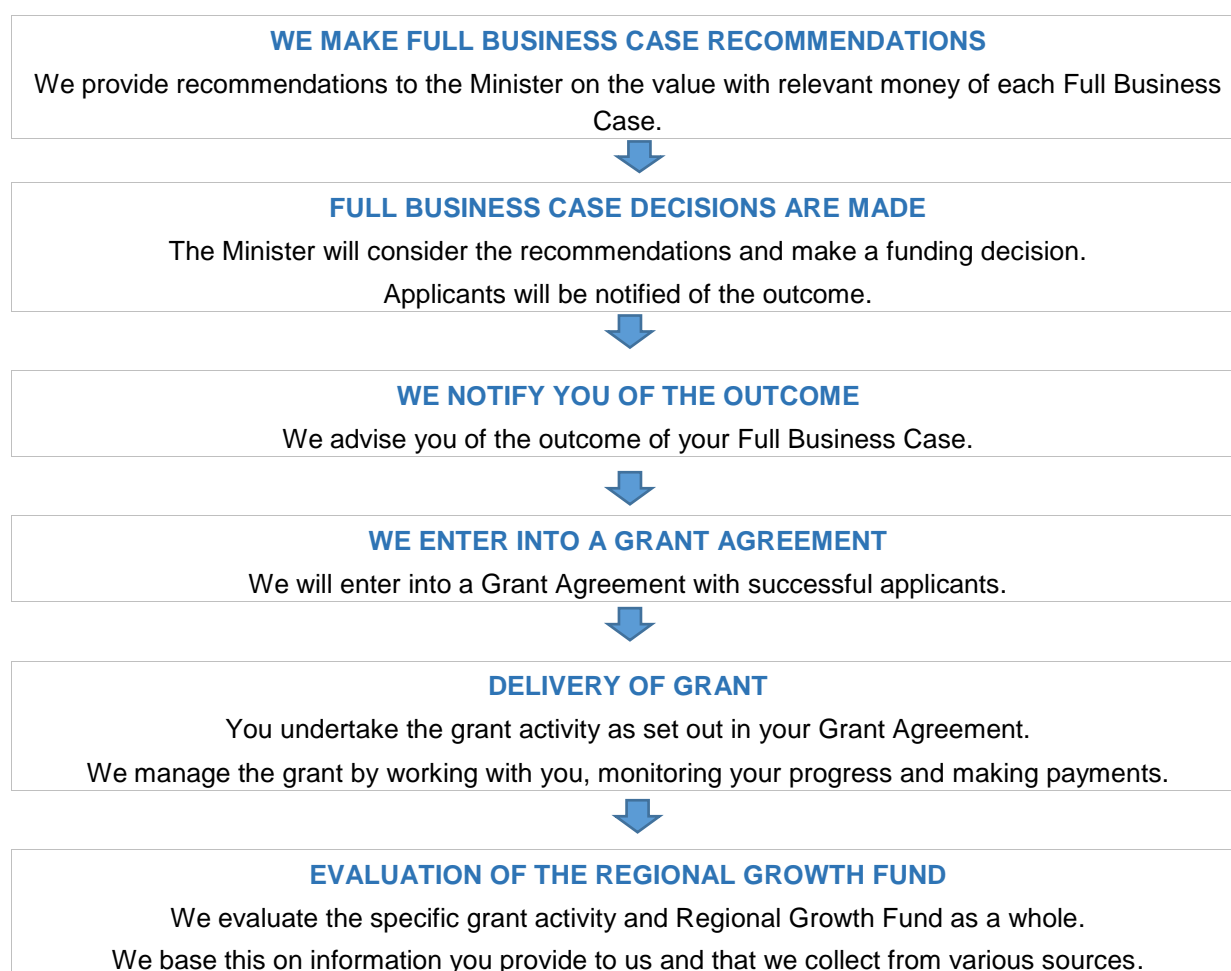 WE MAKE FULL BUSINESS CASE RECOMMENDATIONS
We provide recommendations to the Minister on the value with relevant money of each Full Business
Case.
FULL BUSINESS CASE DECISIONS ARE MADE
The Minister will consider the recommendations and make a funding decision.
Applicants will be notified of the outcome.
WE NOTIFY YOU OF THE OUTCOME
We advise you of the outcome of your Full Business Case.
WE ENTER INTO A GRANT AGREEMENT
We will enter into a Grant Agreement with successful applicants.
DELIVERY OF GRANT
You undertake the grant activity as set out in your Grant Agreement.
We manage the grant by working with you, monitoring your progress and making payments.
EVALUATION OF THE REGIONAL GROWTH FUND
We evaluate the specific grant activity and Regional Growth Fund as a whole.
We base this on information you provide to us and that we collect from various sources.